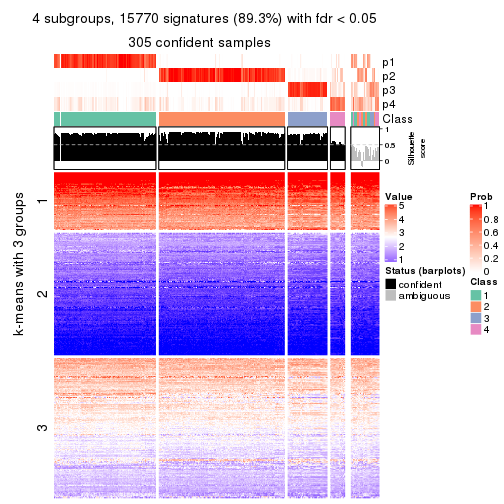 4 subgroups, 15770 signatures (89.3%) with fdr < 0.05
305 confident samples
p1
p2
p3
p4
Class
1
0.5
0
Silhouette
score
k-means with 3 groups
1
2
3
Value
5
4
3
2
1
Status (barplots)
confident
ambiguous
Prob
1
0.8
0.6
0.4
0.2
0
Class
1
2
3
4